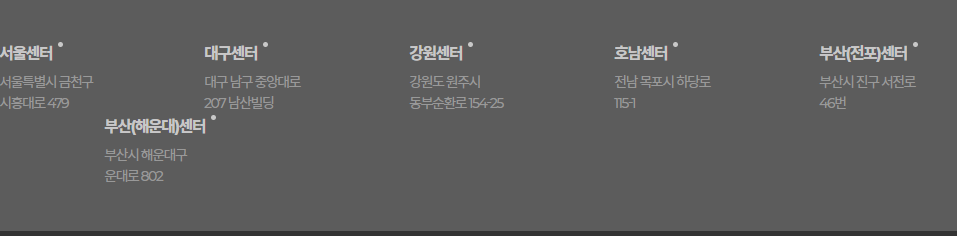 서울센터
서울특별시 금천구
시흥대로 479
대구센터
대구 남구 중앙대로
207 남산빌딩
강원센터
강원도 원주시
동부순환로 154-25
호남센터
전남 목포시 하당로
115-1
부산(전포)센터
부산시 진구 서전로
46번
부산(해운대)센터
부산시 해운대구
운대로 802